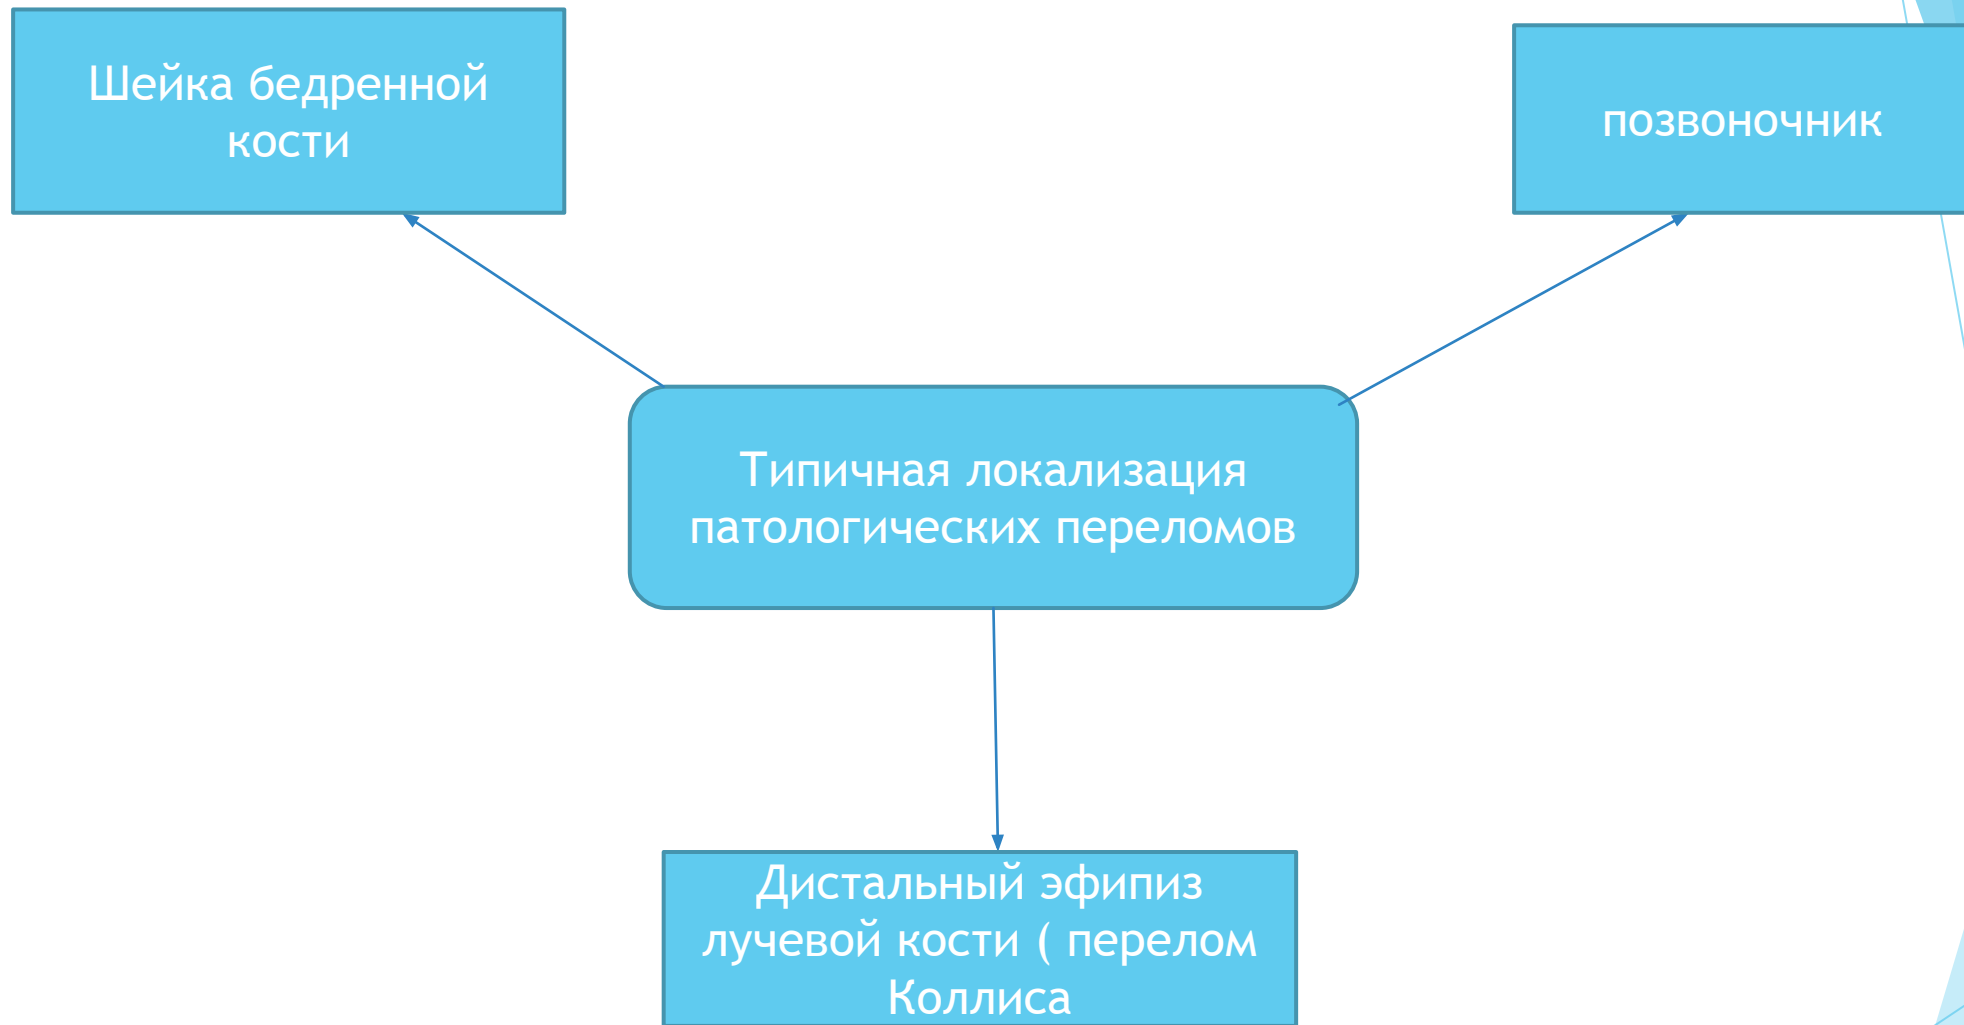 Шейка бедренной
кости
позвоночник
Типичная локализация
патологических переломов
Дистальный эфипиз
лучевой кости ( перелом
Коллиса